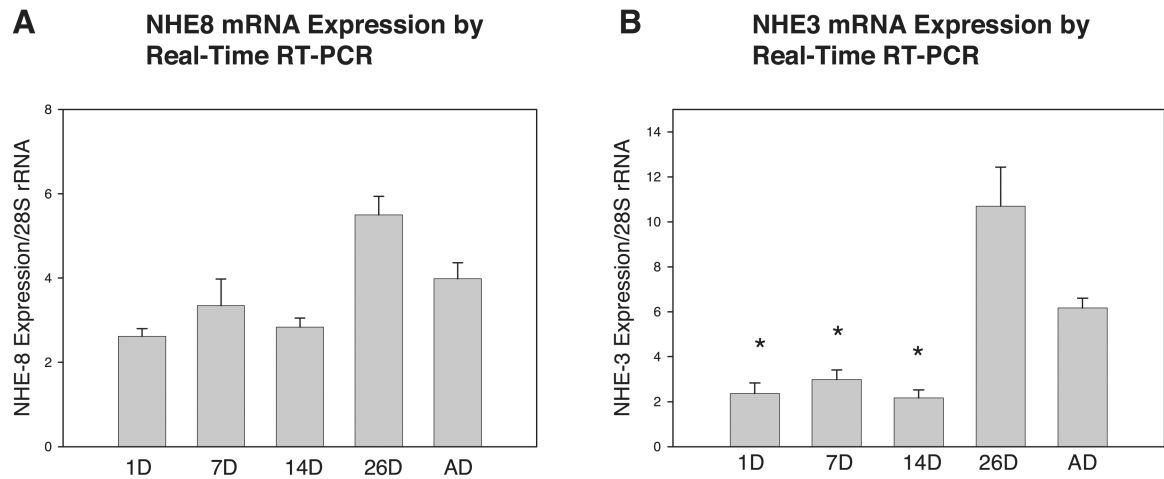 A
NHE8 mRNA Expression by
Real-Time RT-PCR
NHE-8 Expression/28S rRNA
8
6
4
2
0
1D 7D 14D 26D AD
B
NHE3 mRNA Expression by
Real-Time RT-PCR
NHE-3 Expression/28S rRNA
14
12
10
8
6
4
2
0
* * *
1D 7D 14D 26D AD